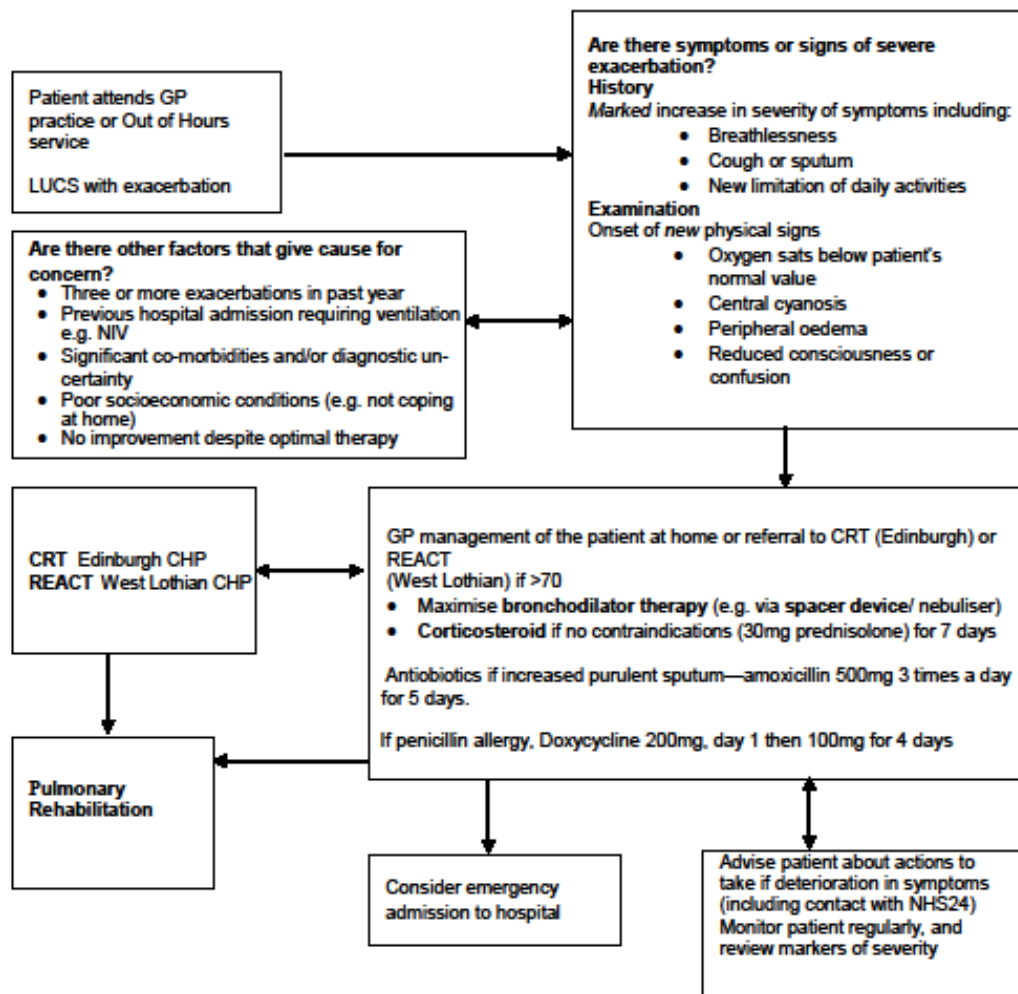 Patient attends GP
practice or Out of Hours
service
LUCS with exacerbation
Are there symptoms or signs of severe
exacerbation?
History
Marked increase in severity of symptoms including:
● Breathlessness
● Cough or sputum
● New limitation of daily activities
Examination
Onset of new physical signs
● Oxygen sats below patient's
normal value
● Central cyanosis
● Peripheral oedema
● Reduced consciousness or
confusion
Are there other factors that give cause for
concern?
● Three or more exacerbations in past year
● Previous hospital admission requiring ventilation
e.g. NIV
● Significant co-morbidities and/or diagnostic un-
certainty
● Poor socioeconomic conditions (e.g. not coping
at home)
● No improvement despite optimal therapy
CRT Edinburgh CHP
REACT West Lothian CHP
GP management of the patient at home or referral to CRT (Edinburgh) or
REACT
(West Lothian) if >70
● Maximise bronchodilator therapy (e.g. via spacer device/ nebuliser)
● Corticosteroid if no contraindications (30mg prednisolone) for 7 days
Antiobiotics if increased purulent sputum—amoxicillin 500mg 3 times a day
for 5 days.
If penicillin allergy, Doxycycline 200mg, day 1 then 100mg for 4 days
Pulmonary
Rehabilitation
Consider emergency
admission to hospital
Advise patient about actions to
take if deterioration in symptoms
(including contact with NHS24)
Monitor patient regularly, and
review markers of severity